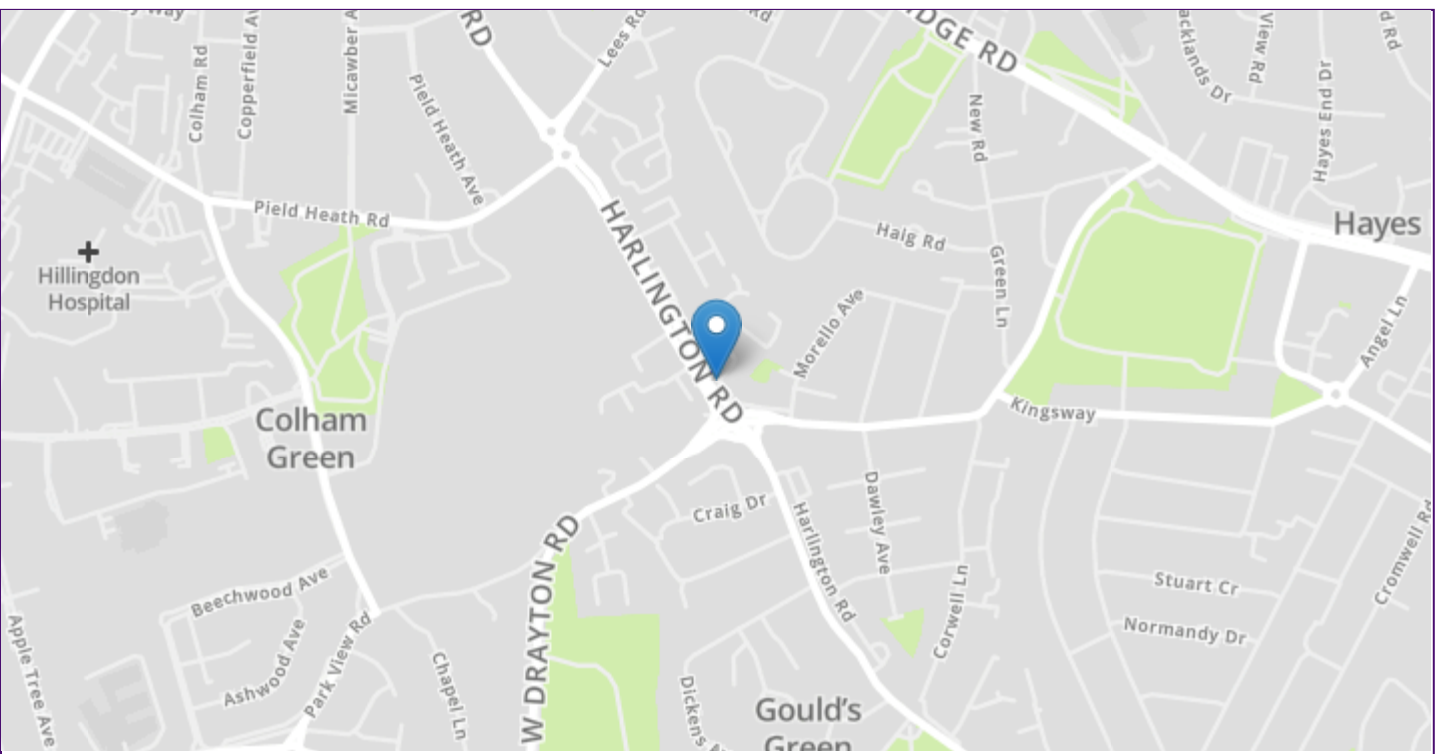 RD
Lees Rd
Rd
Colham Rd
Micawber A
Pield Heath Ave
New Rd
View Rd
Hayes End Dr
d Rd
Pield Heath Rd
HARLINGTON RD
Haig Rd
Hayes
Hillingdon
Hospital
Green Ln
Morello Ave
Angel Ln
Colham
Green
Kingsway
Craig Dr
Harlington Rd
Dawley Ave
W DRAYTON RD
Corwell Ln
Stuart Cr
Normandy Dr
Cromwell Rd
Beechwood Ave
Ashwood Ave
Park View Rd
Apple Tree Ave
Chapel Ln
Dickens A
Gould's
Green